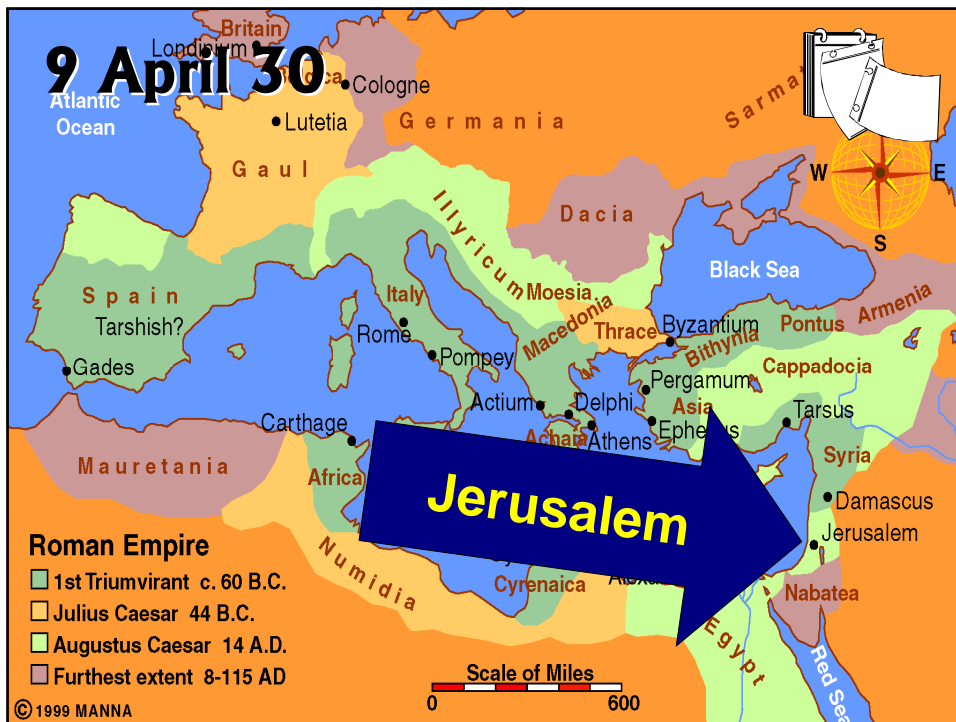 Britain
Londinium
9 April 30
Cologne
Atlantic
Ocean
Lutetia
Germania
Gaul
Dacia
Illyricum
W
E
S
Black Sea
Spain
Tarshish?
Italy
Moesia
Armenia
Rome
Macedonia
Thrace
Byzantium
Pontus
Bithynia
Pompey
Cappadocia
Gades
Pergamum
Actium
Delphi
Asia
Tarsus
Carthage
Achaia
Athens
Mauretania
Africa
Syria
Jerusalem
Damascus
Jerusalem
Roman Empire
1st Triumvirant c. 60 B.C.
Julius Caesar 44 B.C.
Augustus Caesar 14 A.D.
Furthest extent 8-115 AD
Numidia
Cyrenaica
Nabatea
Egypt
Red Sea
Scale of Miles
0 600
© 1999 MANNA